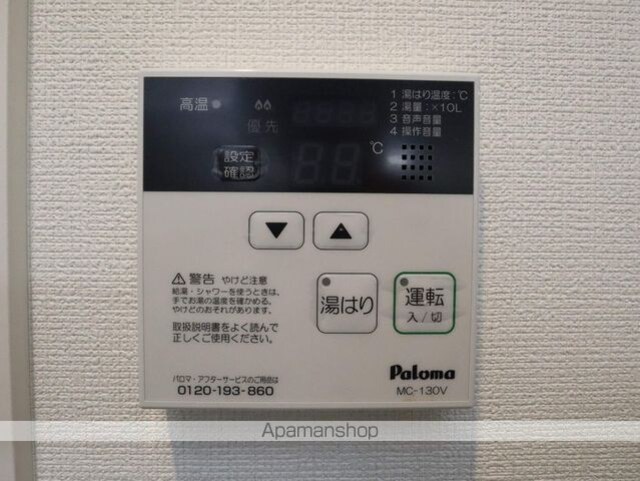 高温
優先
88:88
1 湯はり温度:℃
2 湯量:×10L
3 音声音量
4 操作音量
設定
確認
88
℃
▼
▲
⚠警告 やけど注意
給湯・シャワーを使うときは、
手でお湯の温度を確かめる。
やけどのおそれがあります。
取扱説明書をよく読んで
正しくご使用ください。
湯はり
運転
入/切
パロマ・アフターサービスのご用命は
0120-193-860
Paloma
MC-130V
Apamanshop